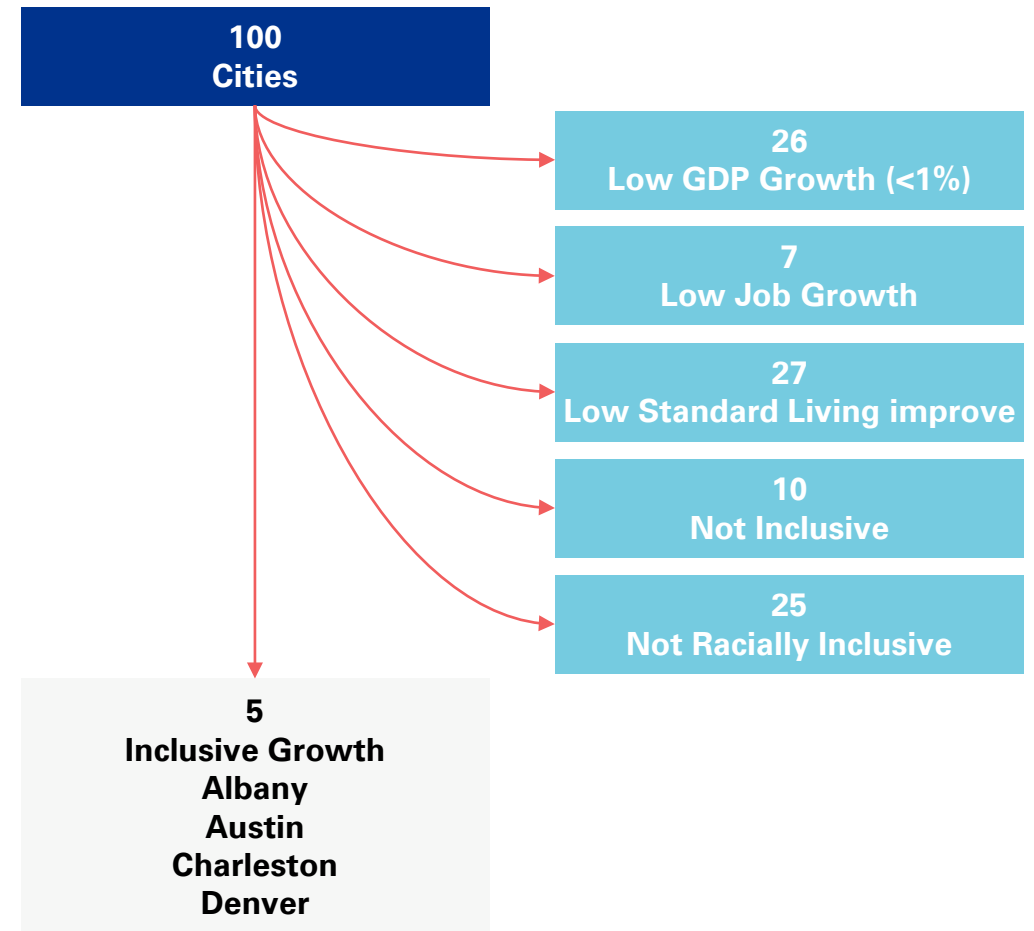 100
Cities
26
Low GDP Growth (<1%)
7
Low Job Growth
27
Low Standard Living improve
10
Not Inclusive
25
Not Racially Inclusive
5
Inclusive Growth
Albany
Austin
Charleston
Denver